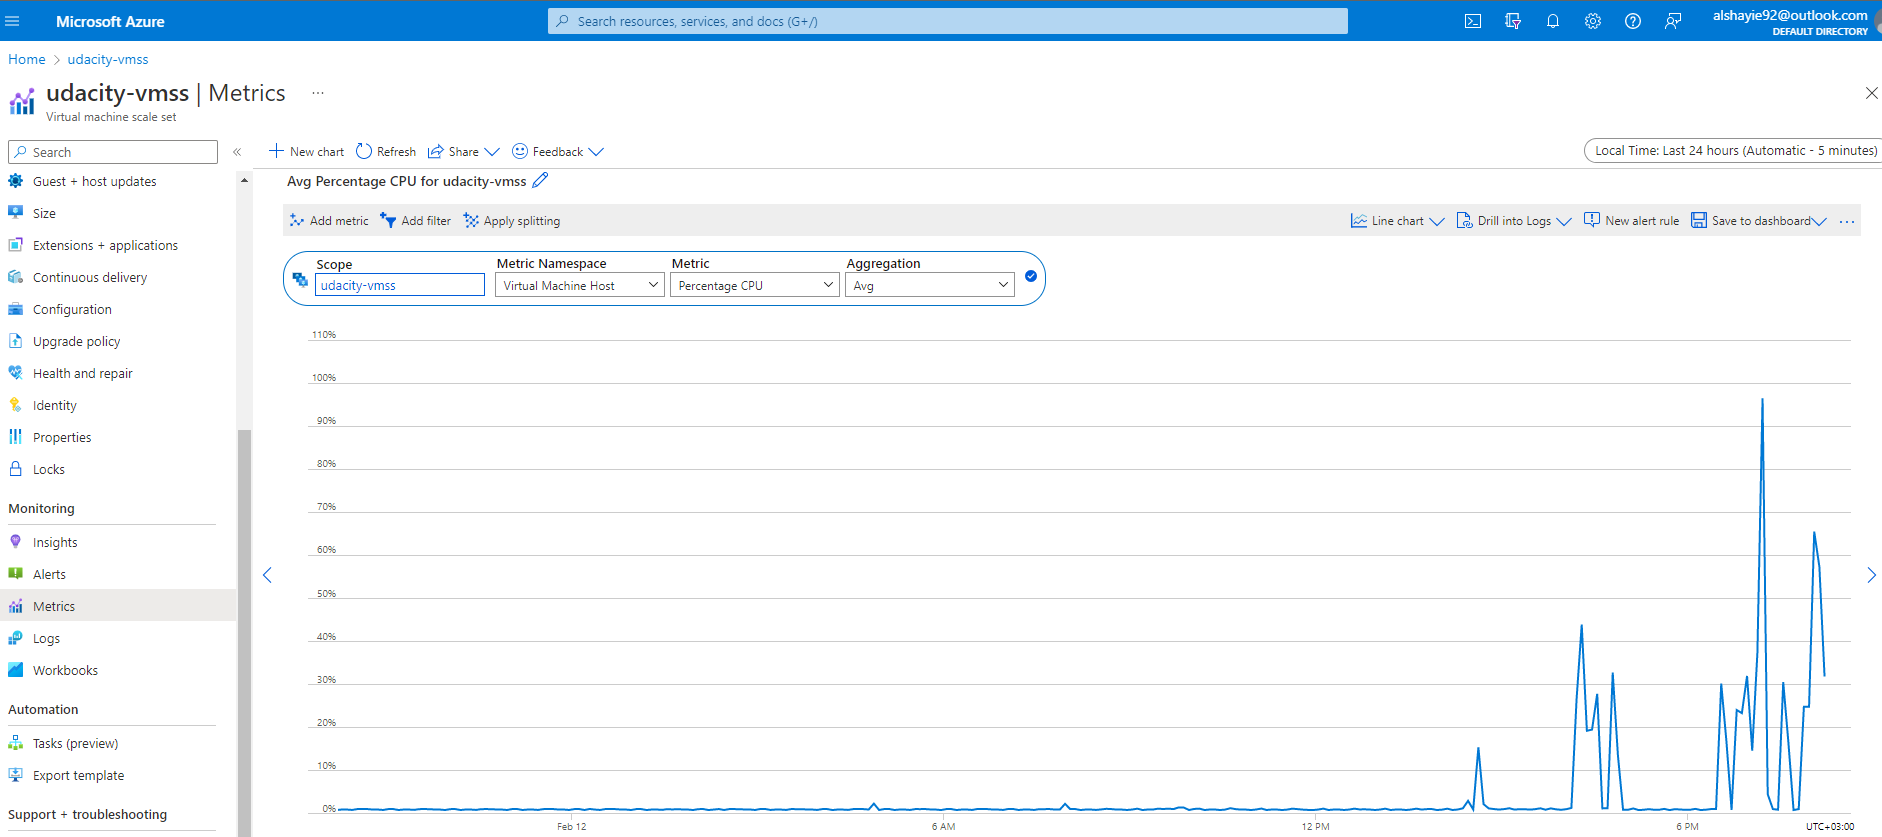 Microsoft Azure
Search resources, services, and docs (G+/)
alshayie92@outlook.com
DEFAULT DIRECTORY
Home > udacity-vmss
udacity-vmss | Metrics ...
Virtual machine scale set
Search
«
New chart
Refresh
Share
Feedback
Local Time: Last 24 hours (Automatic - 5 minutes)
Guest + host updates
Size
Extensions + applications
Continuous delivery
Configuration
Upgrade policy
Health and repair
Identity
Properties
Locks
Monitoring
Insights
Alerts
Metrics
Logs
Workbooks
Automation
Tasks (preview)
Export template
Support + troubleshooting
Avg Percentage CPU for udacity-vmss
Add metric
Add filter
Apply splitting
Line chart
Drill into Logs
New alert rule
Save to dashboard
...
Scope
udacity-vmss
Metric Namespace
Virtual Machine Host
Metric
Percentage CPU
Aggregation
Avg
110%
100%
90%
80%
70%
60%
50%
40%
30%
20%
10%
0%
Feb 12
6 AM
12 PM
6 PM
UTC+03:00